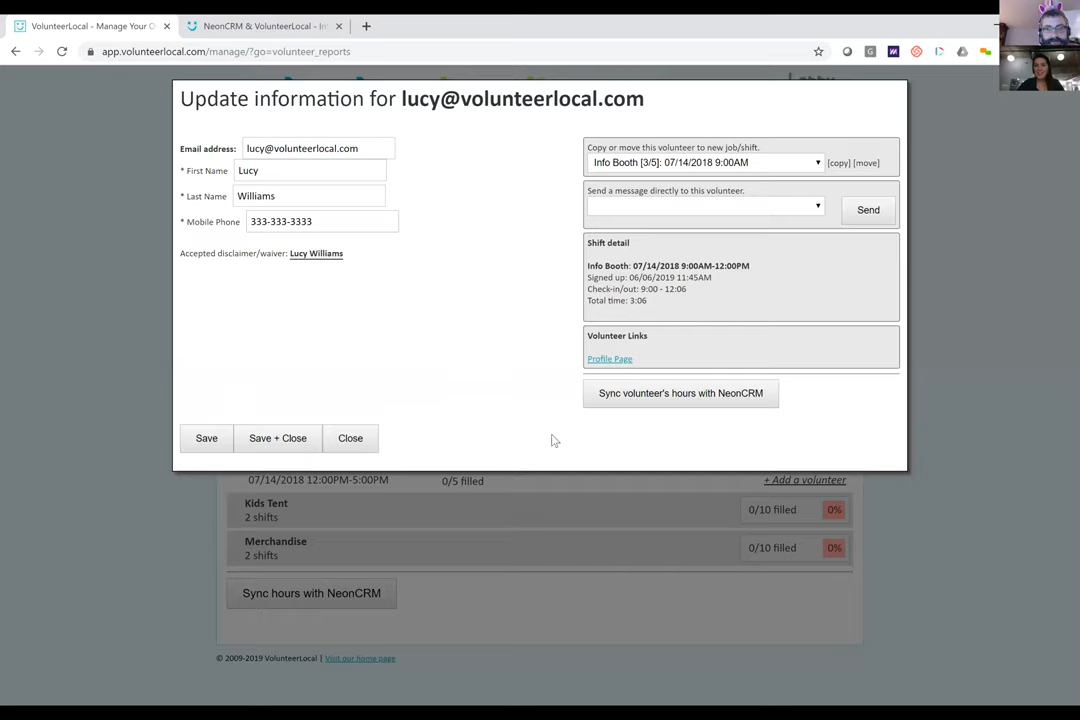 VolunteerLocal - Manage Your
NeonCRM & VolunteerLocal - In
app.volunteerlocal.com/manage/?go=volunteer_reports
Update information for lucy@volunteerlocal.com
Email address: lucy@volunteerlocal.com
* First Name Lucy
* Last Name Williams
* Mobile Phone 333-333-3333
Accepted disclaimer/waiver: Lucy Williams
Copy or move this volunteer to new job/shift.
Info Booth [3/5]: 07/14/2018 9:00AM [copy] [move]
Send a message directly to this volunteer.
Send
Shift detail
Info Booth: 07/14/2018 9:00AM-12:00PM
Signed up: 06/06/2019 11:45AM
Check-in/out: 9:00 - 12:06
Total time: 3:06
Volunteer Links
Profile Page
Sync volunteer's hours with NeonCRM
Save Save + Close Close
07/14/2018 12:00PM-5:00PM 0/5 filled + Add a volunteer
Kids Tent
2 shifts
0/10 filled 0%
Merchandise
2 shifts
0/10 filled 0%
Sync hours with NeonCRM
© 2009-2019 VolunteerLocal | Visit our home page